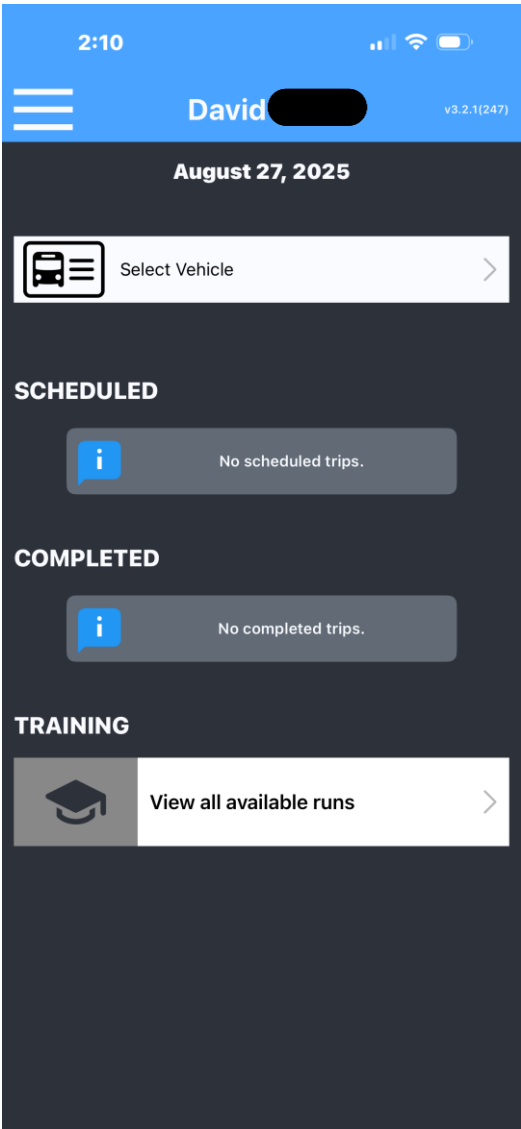 2:10
David
v3.2.1(247)
August 27, 2025
Select Vehicle
SCHEDULED
No scheduled trips.
COMPLETED
No completed trips.
TRAINING
View all available runs